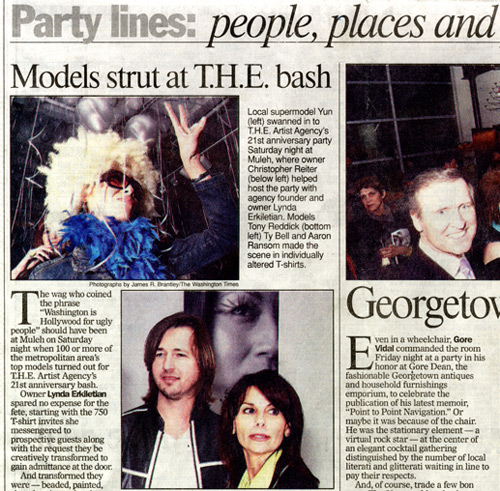 Party lines: people, places and
Models strut at T.H.E. bash
Local supermodel Yun
(left) swanned in to
T.H.E. Artist Agency's
21st anniversary party
Saturday night at
Muleh, where owner
Christopher Reiter
(below left) helped
host the party with
agency founder and
owner Lynda
Erkiletian. Models
Tony Reddick (bottom
left) Ty Bell and Aaron
Ransom made the
scene in individually
altered T-shirts.
Photographs by James R. Brantley/The Washington Times
The wag who coined
the phrase
"Washington is
Hollywood for ugly
people" should have been
at Muleh on Saturday
night when 100 or more of
the metropolitan area's
top models turned out for
T.H.E. Artist Agency's
21st anniversary bash.
Owner Lynda Erkiletian
spared no expense for the
fete, starting with the 750
T-shirt invites she
messengered to
prospective guests along
with the request they be
creatively transformed to
gain admittance at the door.
And transformed they
were — beaded, painted,
Georgetow
Even in a wheelchair, Gore
Vidal commanded the room
Friday night at a party in his
honor at Gore Dean, the
fashionable Georgetown antiques
and household furnishings
emporium, to celebrate the
publication of his latest memoir,
"Point to Point Navigation." Or
maybe it was because of the chair.
He was the stationary element — a
virtual rock star — at the center of
an elegant cocktail gathering
distinguished by the number of local
literati and glitterati waiting in line to
pay their respects.
And, of course, trade a few bon